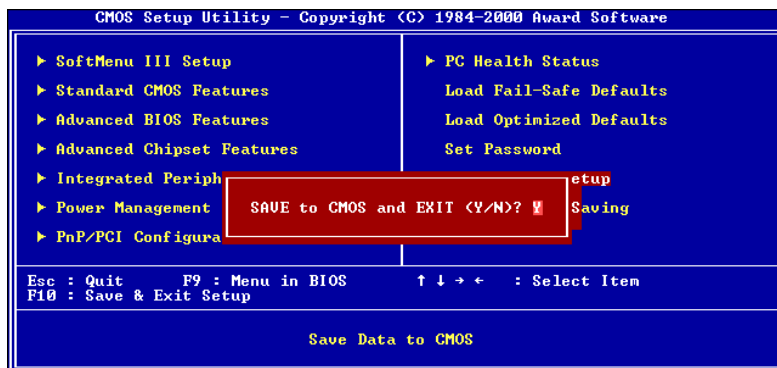 CMOS Setup Utility - Copyright (C) 1984-2000 Award Software
▶ SoftMenu III Setup
▶ Standard CMOS Features
▶ Advanced BIOS Features
▶ Advanced Chipset Features
▶ Integrated Periph
▶ Power Management
▶ PnP/PCI Configura
▶ PC Health Status
Load Fail-Safe Defaults
Load Optimized Defaults
Set Password
etup
Saving
SAVE to CMOS and EXIT (Y/N)? Y
Esc : Quit F9 : Menu in BIOS ↑ ↓ → ← : Select Item
F10 : Save & Exit Setup
Save Data to CMOS